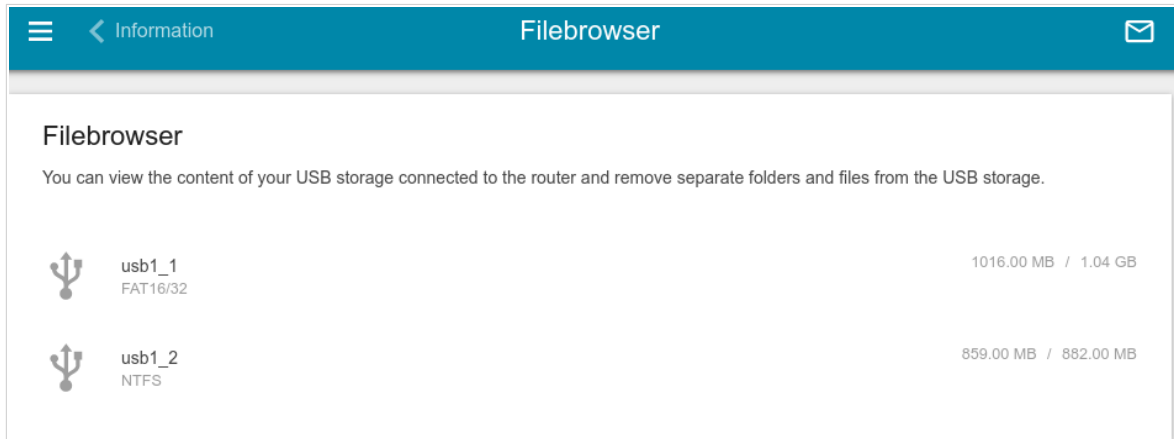 Information
Filebrowser
Filebrowser
You can view the content of your USB storage connected to the router and remove separate folders and files from the USB storage.
usb1_1
1016.00 MB / 1.04 GB
FAT16/32
usb1_2
859.00 MB / 882.00 MB
NTFS